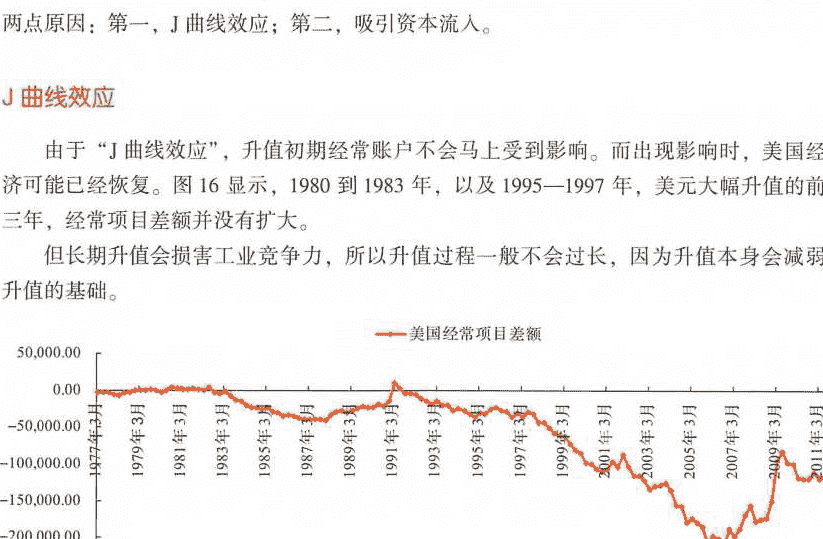 两点原因：第一，J 曲线效应；第二，吸引资本流入。
J 曲线效应
由于“J 曲线效应”，升值初期经常账户不会马上受到影响。而出现影响时，美国经
济可能已经恢复。图 16 显示，1980 到 1983 年，以及 1995—1997 年，美元大幅升值的前
三年，经常项目差额并没有扩大。
但长期升值会损害工业竞争力，所以升值过程一般不会过长，因为升值本身会减弱
升值的基础。
美国经常项目差额
50,000.00
0.00
-50,000.00
-100,000.00
-150,000.00
-200,000.00
1977年3月
1979年3月
1981年3月
1983年3月
1985年3月
1987年3月
1989年3月
1991年3月
1993年3月
1995年3月
1997年3月
1999年3月
2001年3月
2003年3月
2005年3月
2007年3月
2009年3月
2011年3月